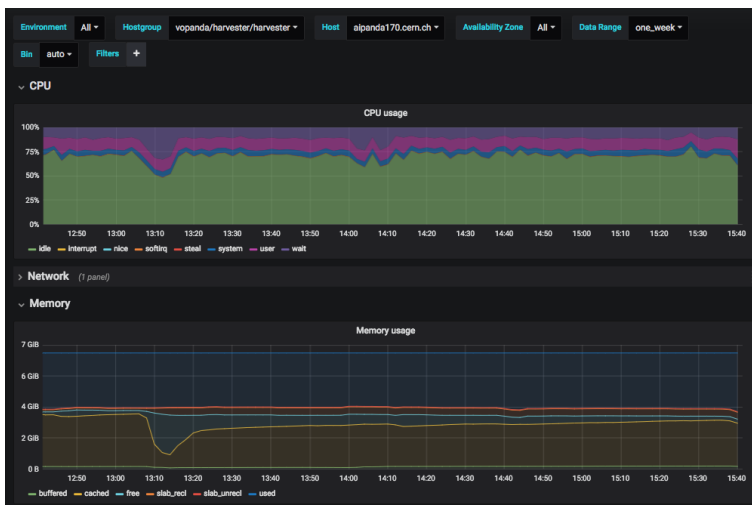 Environment All Hostgroup vopanda/harvester/harvester Host aipanda170.cern.ch Availability Zone All Data Range one_week
Bin auto Filters +
CPU
CPU usage
100%
75%
50%
25%
0%
12:50 13:00 13:10 13:20 13:30 13:40 13:50 14:00 14:10 14:20 14:30 14:40 14:50 15:00 15:10 15:20 15:30 15:40
idle interrupt nice softirq steal system user wait
Network (1 panel)
Memory
Memory usage
7 GiB
6 GiB
4 GiB
2 GiB
0 B
12:50 13:00 13:10 13:20 13:30 13:40 13:50 14:00 14:10 14:20 14:30 14:40 14:50 15:00 15:10 15:20 15:30 15:40
buffered cached free slab_recl slab_unrecl used